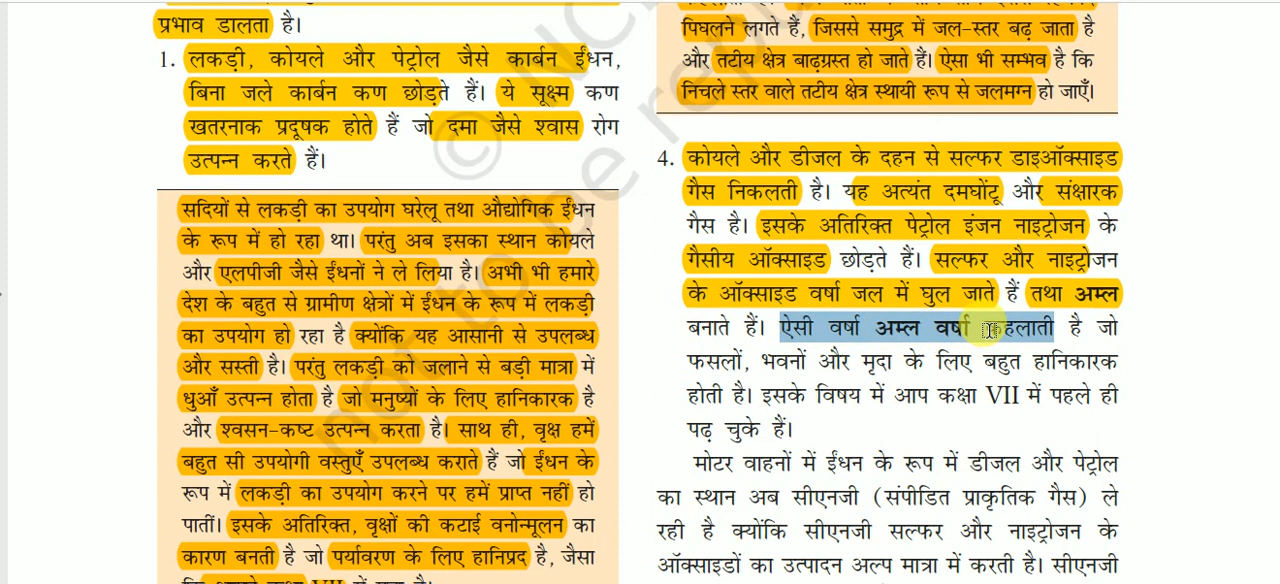 प्रभाव डालता है।
1. लकड़ी, कोयले और पेट्रोल जैसे कार्बन ईंधन,
बिना जले कार्बन कण छोड़ते हैं। ये सूक्ष्म कण
खतरनाक प्रदूषक होते हैं जो दमा जैसे श्वास रोग
उत्पन्न करते हैं।
सदियों से लकड़ी का उपयोग घरेलू तथा औद्योगिक ईंधन
के रूप में हो रहा था। परंतु अब इसका स्थान कोयले
और एलपीजी जैसे ईंधनों ने ले लिया है। अभी भी हमारे
देश के बहुत से ग्रामीण क्षेत्रों में ईंधन के रूप में लकड़ी
का उपयोग हो रहा है क्योंकि यह आसानी से उपलब्ध
और सस्ती है। परंतु लकड़ी को जलाने से बड़ी मात्रा में
धुआँ उत्पन्न होता है जो मनुष्यों के लिए हानिकारक है
और श्वसन-कष्ट उत्पन्न करता है। साथ ही, वृक्ष हमें
बहुत सी उपयोगी वस्तुएँ उपलब्ध कराते हैं जो ईंधन के
रूप में लकड़ी का उपयोग करने पर हमें प्राप्त नहीं हो
पातीं। इसके अतिरिक्त, वृक्षों की कटाई वनोन्मूलन का
कारण बनती है जो पर्यावरण के लिए हानिप्रद है, जैसा
पिघलने लगते हैं, जिससे समुद्र में जल-स्तर बढ़ जाता है
और तटीय क्षेत्र बाढ़ग्रस्त हो जाते हैं। ऐसा भी सम्भव है कि
निचले स्तर वाले तटीय क्षेत्र स्थायी रूप से जलमग्न हो जाएँ।
4. कोयले और डीजल के दहन से सल्फर डाइऑक्साइड
गैस निकलती है। यह अत्यंत दमघोंटू और संक्षारक
गैस है। इसके अतिरिक्त पेट्रोल इंजन नाइट्रोजन के
गैसीय ऑक्साइड छोड़ते हैं। सल्फर और नाइट्रोजन
के ऑक्साइड वर्षा जल में घुल जाते हैं तथा अम्ल
बनाते हैं। ऐसी वर्षा अम्ल वर्षा कहलाती है जो
फसलों, भवनों और मृदा के लिए बहुत हानिकारक
होती है। इसके विषय में आप कक्षा VII में पहले ही
पढ़ चुके हैं।
मोटर वाहनों में ईंधन के रूप में डीजल और पेट्रोल
का स्थान अब सीएनजी (संपीडित प्राकृतिक गैस) ले
रही है क्योंकि सीएनजी सल्फर और नाइट्रोजन के
ऑक्साइडों का उत्पादन अल्प मात्रा में करती है। सीएनजी